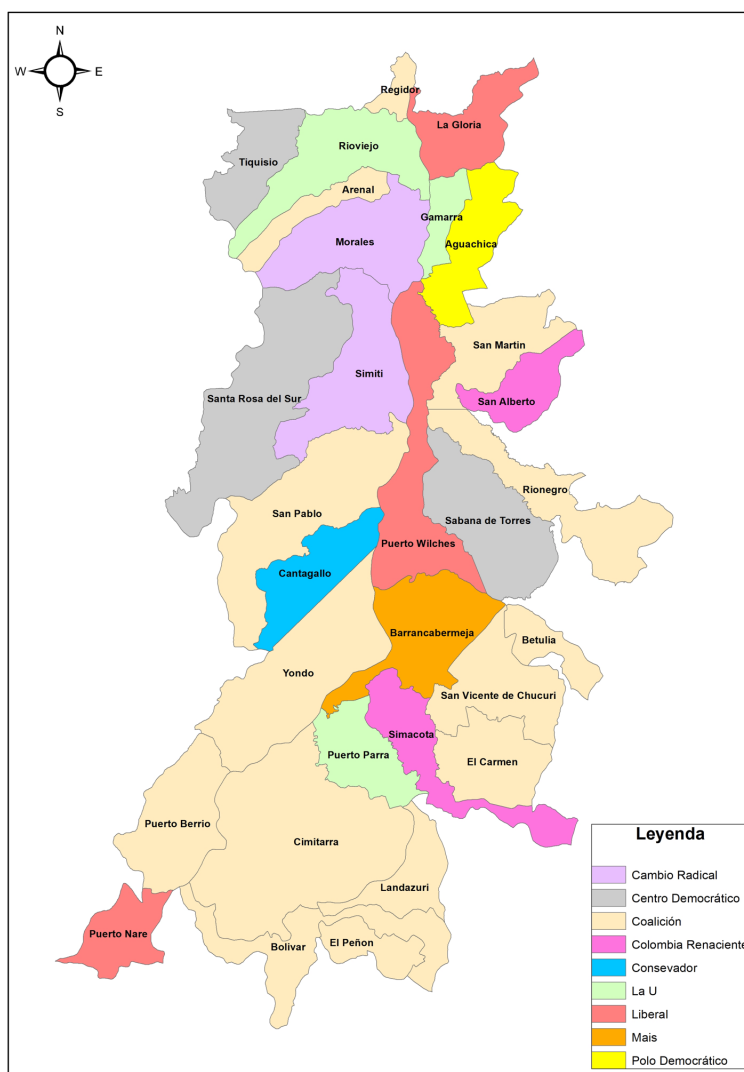 N
W
E
S
Regidor
La Gloria
Rioviejo
Tiquisio
Arenal
Gamarra
Morales
Aguachica
San Martin
Simiti
Santa Rosa del Sur
San Alberto
Rionegro
San Pablo
Sabana de Torres
Puerto Wilches
Cantagallo
Barrancabermeja
Betulia
Yondo
San Vicente de Chucuri
Simacota
Puerto Parra
El Carmen
Puerto Berrio
Cimitarra
Landazuri
Puerto Nare
El Peñon
Bolivar
Leyenda
Cambio Radical
Centro Democrático
Coalición
Colombia Renaciente
Consevador
La U
Liberal
Mais
Polo Democrático